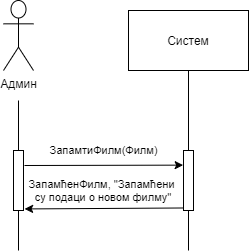 Систем
Админ
ЗапамтиФилм(Филм)
ЗапамћенФилм, "Запамћени
су подаци о новом филму"